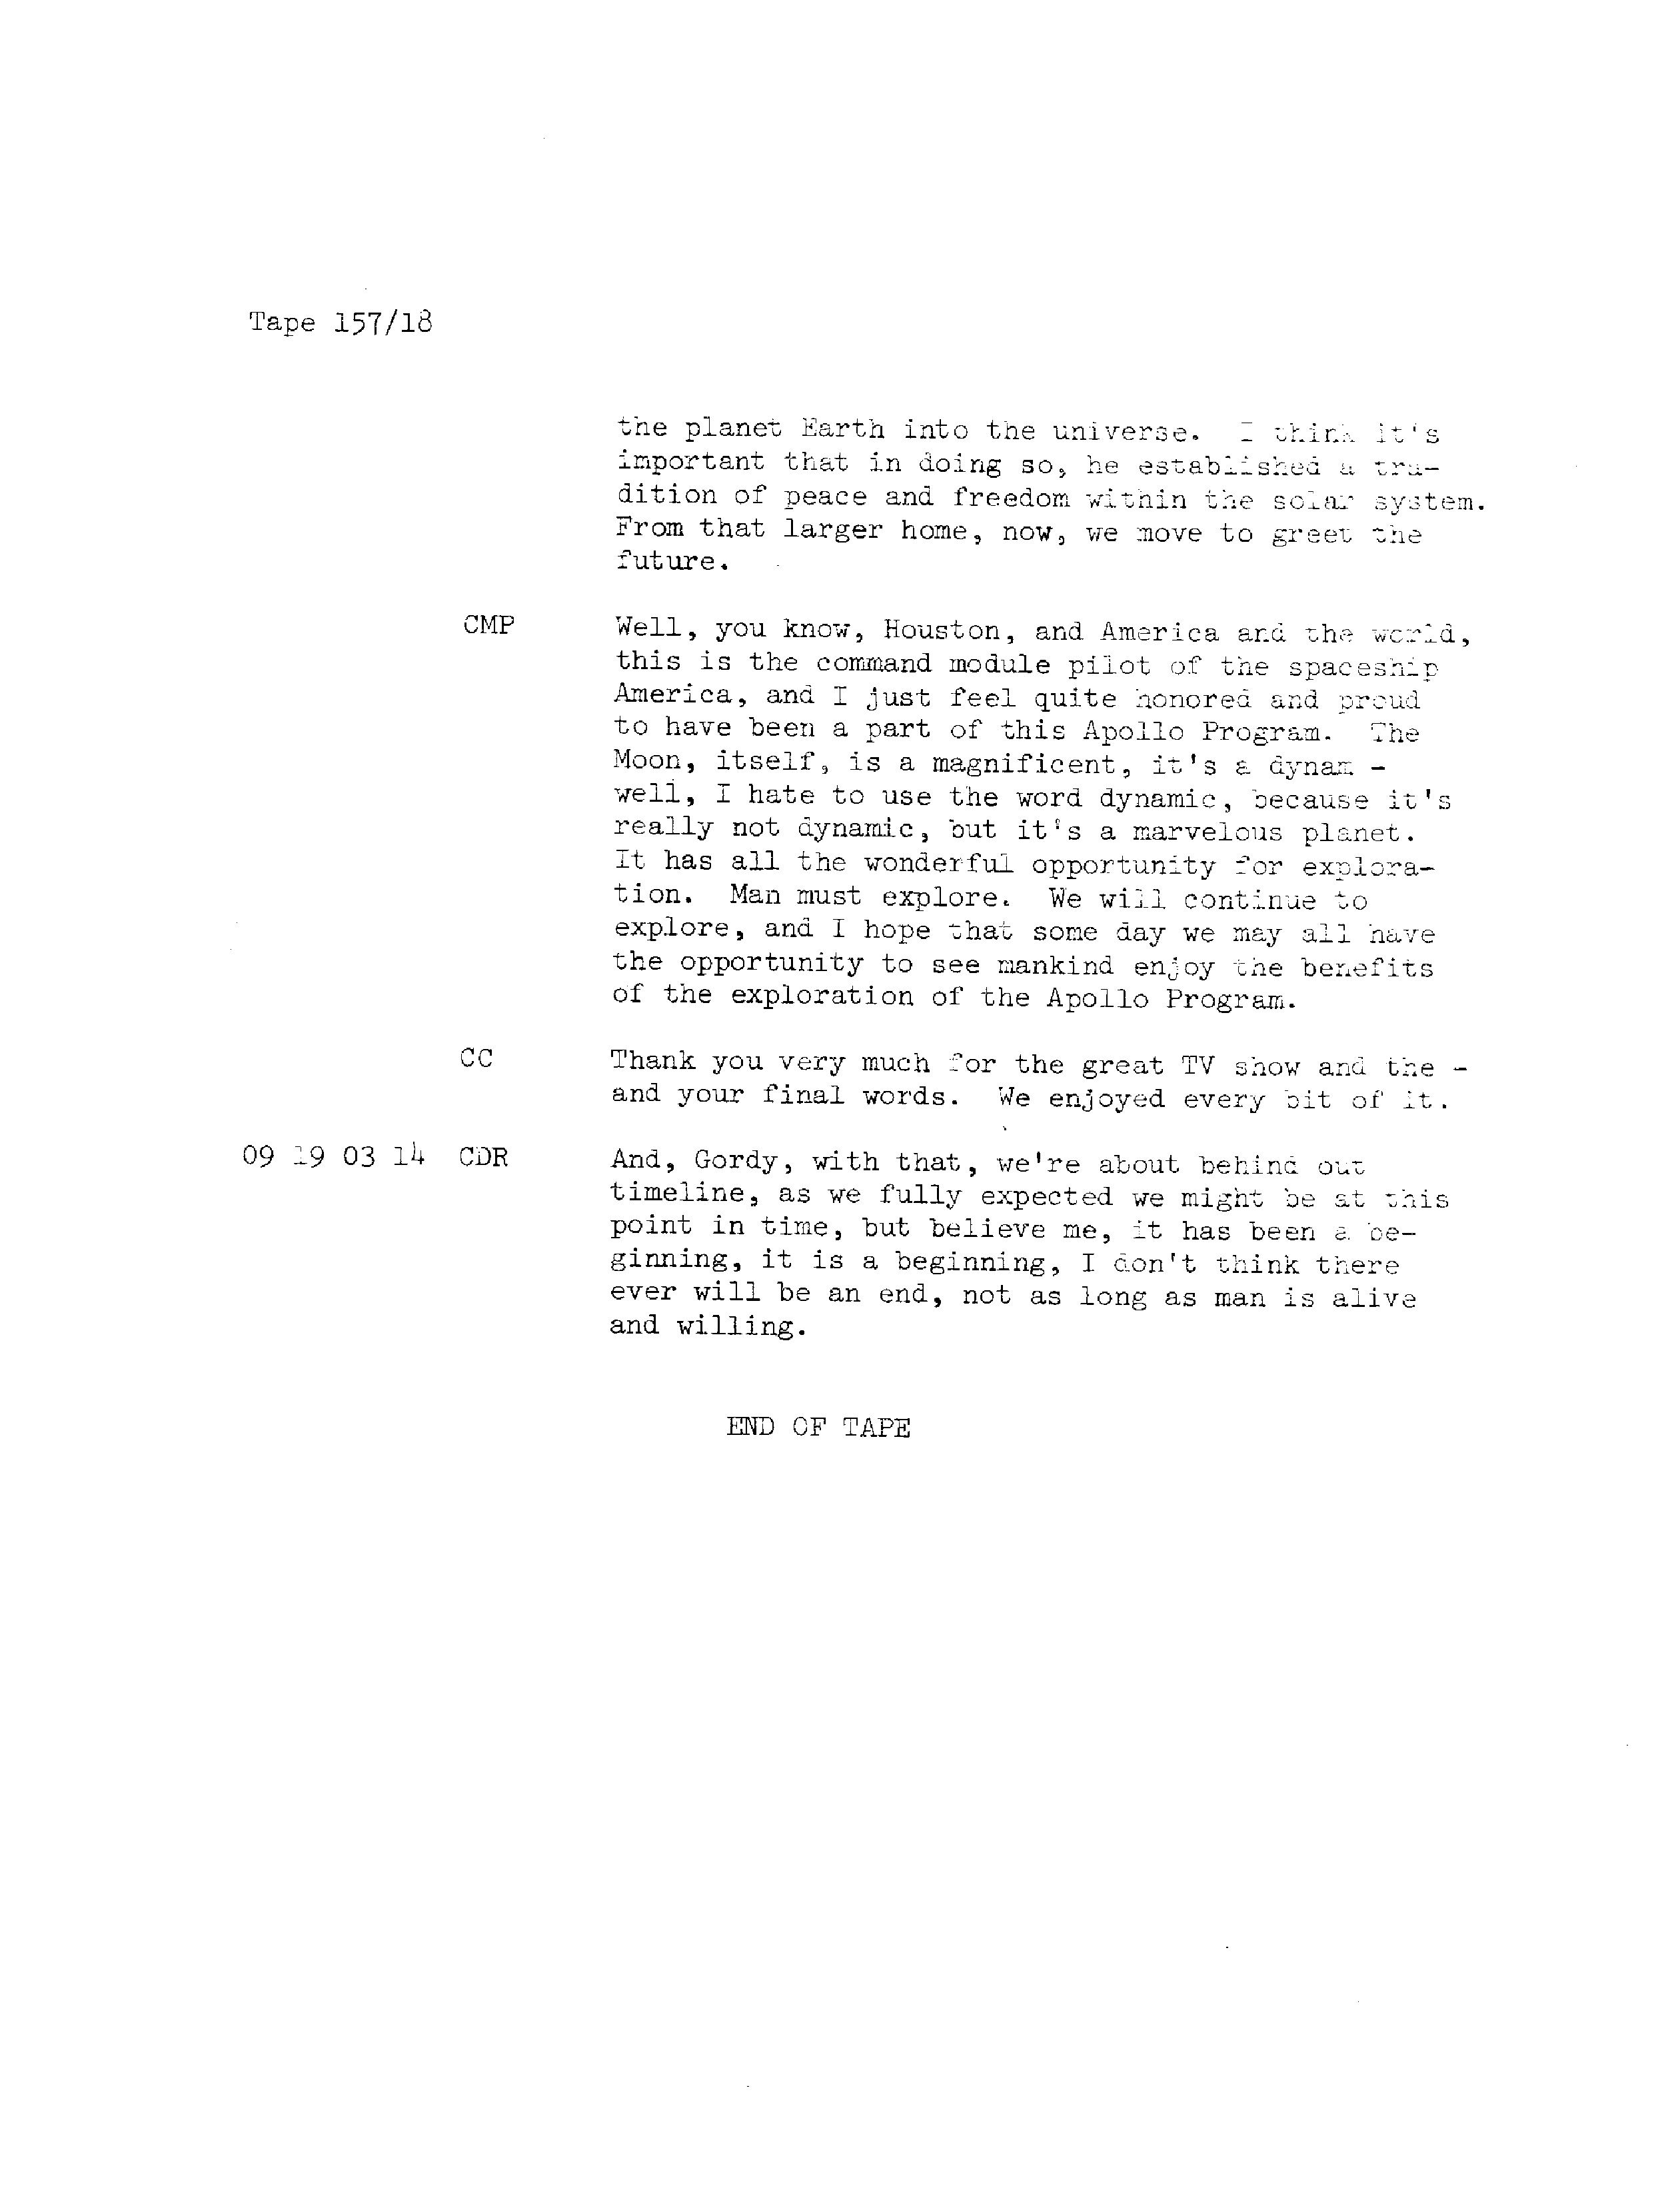 Tape 157/18
the planet Earth into the universe. I think it's
important that in doing so, he established a tra-
dition of peace and freedom within the solar system.
From that larger home, now, we move to greet the
future.
CMP Well, you know, Houston, and America and the world,
this is the command module pilot of the spaceship
America, and I just feel quite honored and proud
to have been a part of this Apollo Program. The
Moon, itself, is a magnificent, it's a dynam -
well, I hate to use the word dynamic, because it's
really not dynamic, but it's a marvelous planet.
It has all the wonderful opportunity for explora-
tion. Man must explore. We will continue to
explore, and I hope that some day we may all have
the opportunity to see mankind enjoy the benefits
of the exploration of the Apollo Program.
CC Thank you very much for the great TV show and the -
and your final words. We enjoyed every bit of it.
09 19 03 14 CDR And, Gordy, with that, we're about behind out
timeline, as we fully expected we might be at this
point in time, but believe me, it has been a be-
ginning, it is a beginning, I don't think there
ever will be an end, not as long as man is alive
and willing.
END OF TAPE